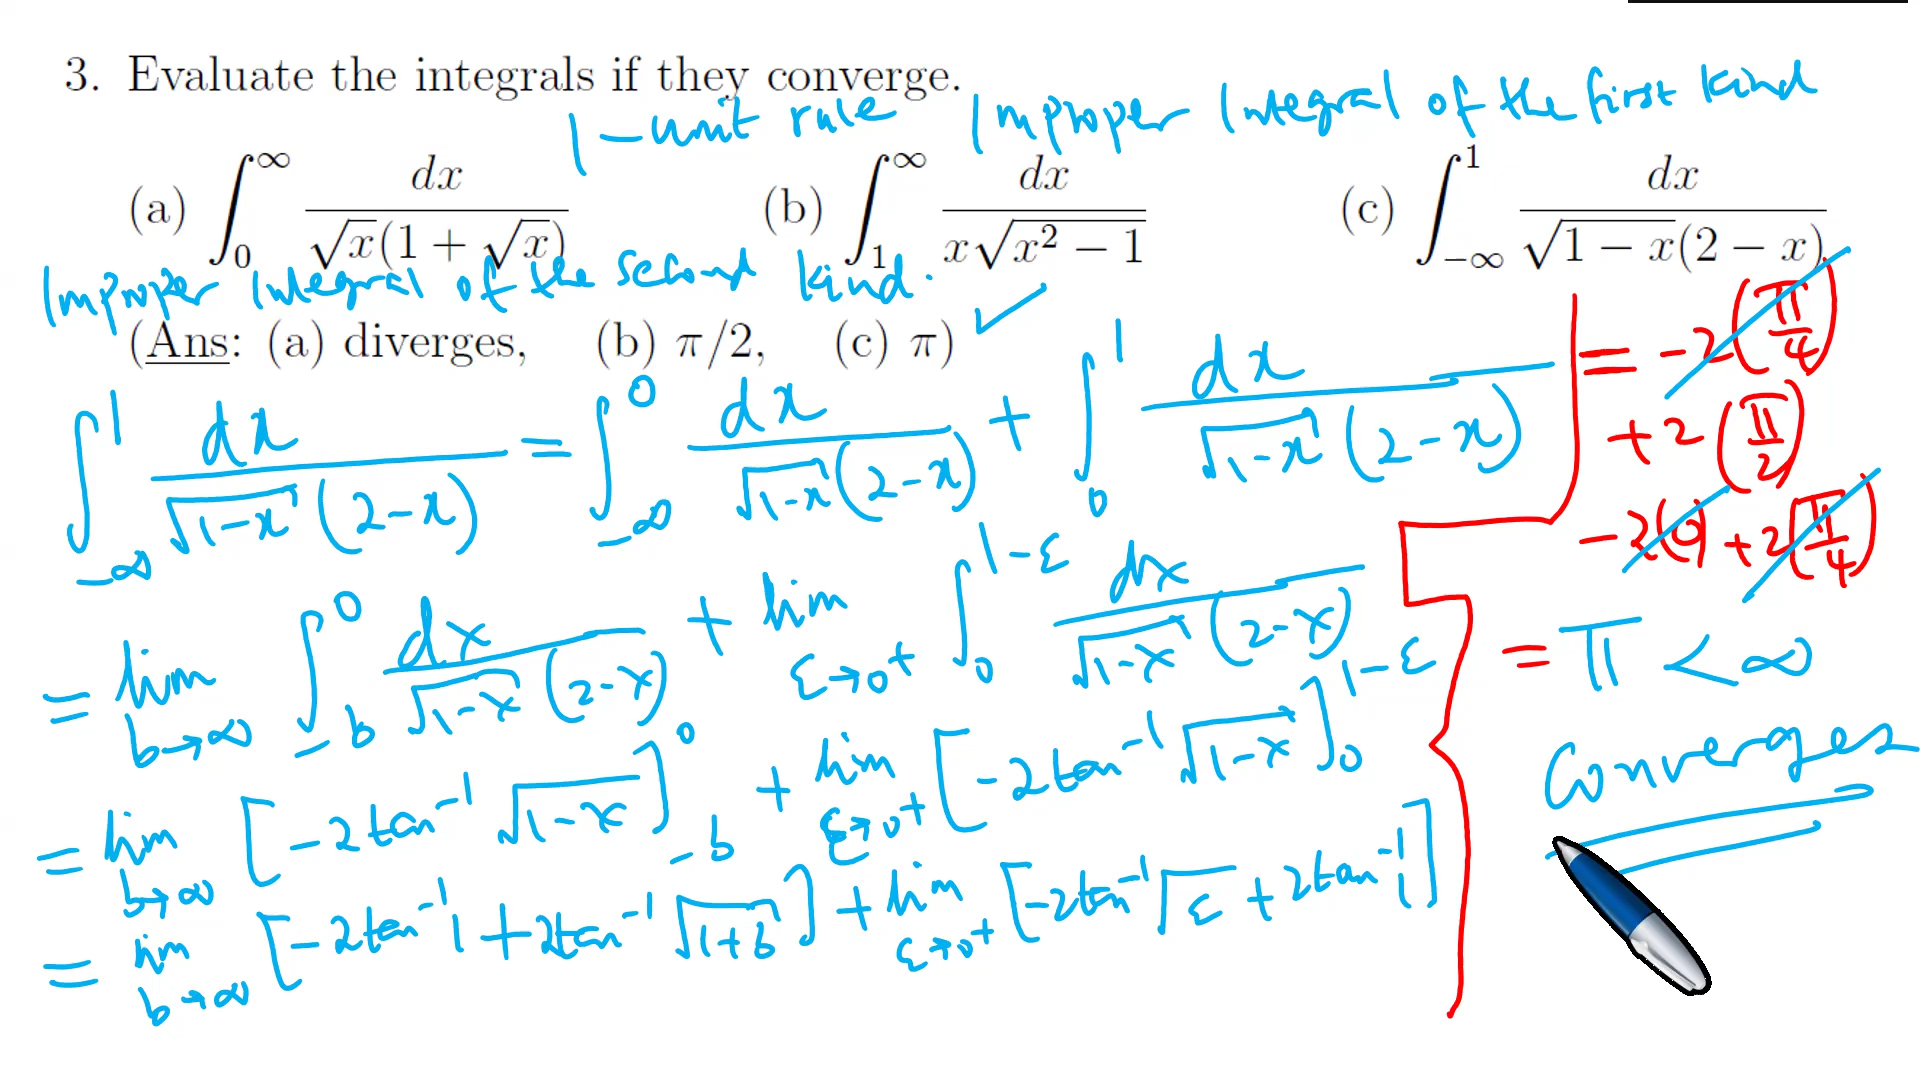 3. Evaluate the integrals if they converge.
1-unit rule Improper Integral of the first kind
(a) ∫_0^∞ dx/(√x(1 + √x)) (b) ∫_1^∞ dx/(x√(x² − 1)) (c) ∫_{−∞}^1 dx/(√(1 − x)(2 − x))
Improper Integral of the second kind.
(Ans: (a) diverges, (b) π/2, (c) π) ✓
∫_{-∞}^1 dx/(√(1-x) (2-x)) = ∫_{-∞}^0 dx/(√(1-x) (2-x)) + ∫_0^1 dx/(√(1-x) (2-x))
= lim_{b→∞} ∫_{-b}^0 dx/(√(1-x) (2-x)) + lim_{ε→0+} ∫_0^{1-ε} dx/(√(1-x) (2-x))
= lim_{b→∞} [-2tan⁻¹ √(1-x)]_{-b}^0 + lim_{ε→0+} [-2tan⁻¹ √(1-x)]_0^{1-ε}
= lim_{b→∞} [-2tan⁻¹ 1 + 2tan⁻¹ √(1+b)] + lim_{ε→0+} [-2tan⁻¹ √ε + 2tan⁻¹ 1]
= -2(π/4)
+2(π/2)
-2(0) +2(π/4)
= π < ∞
Converges